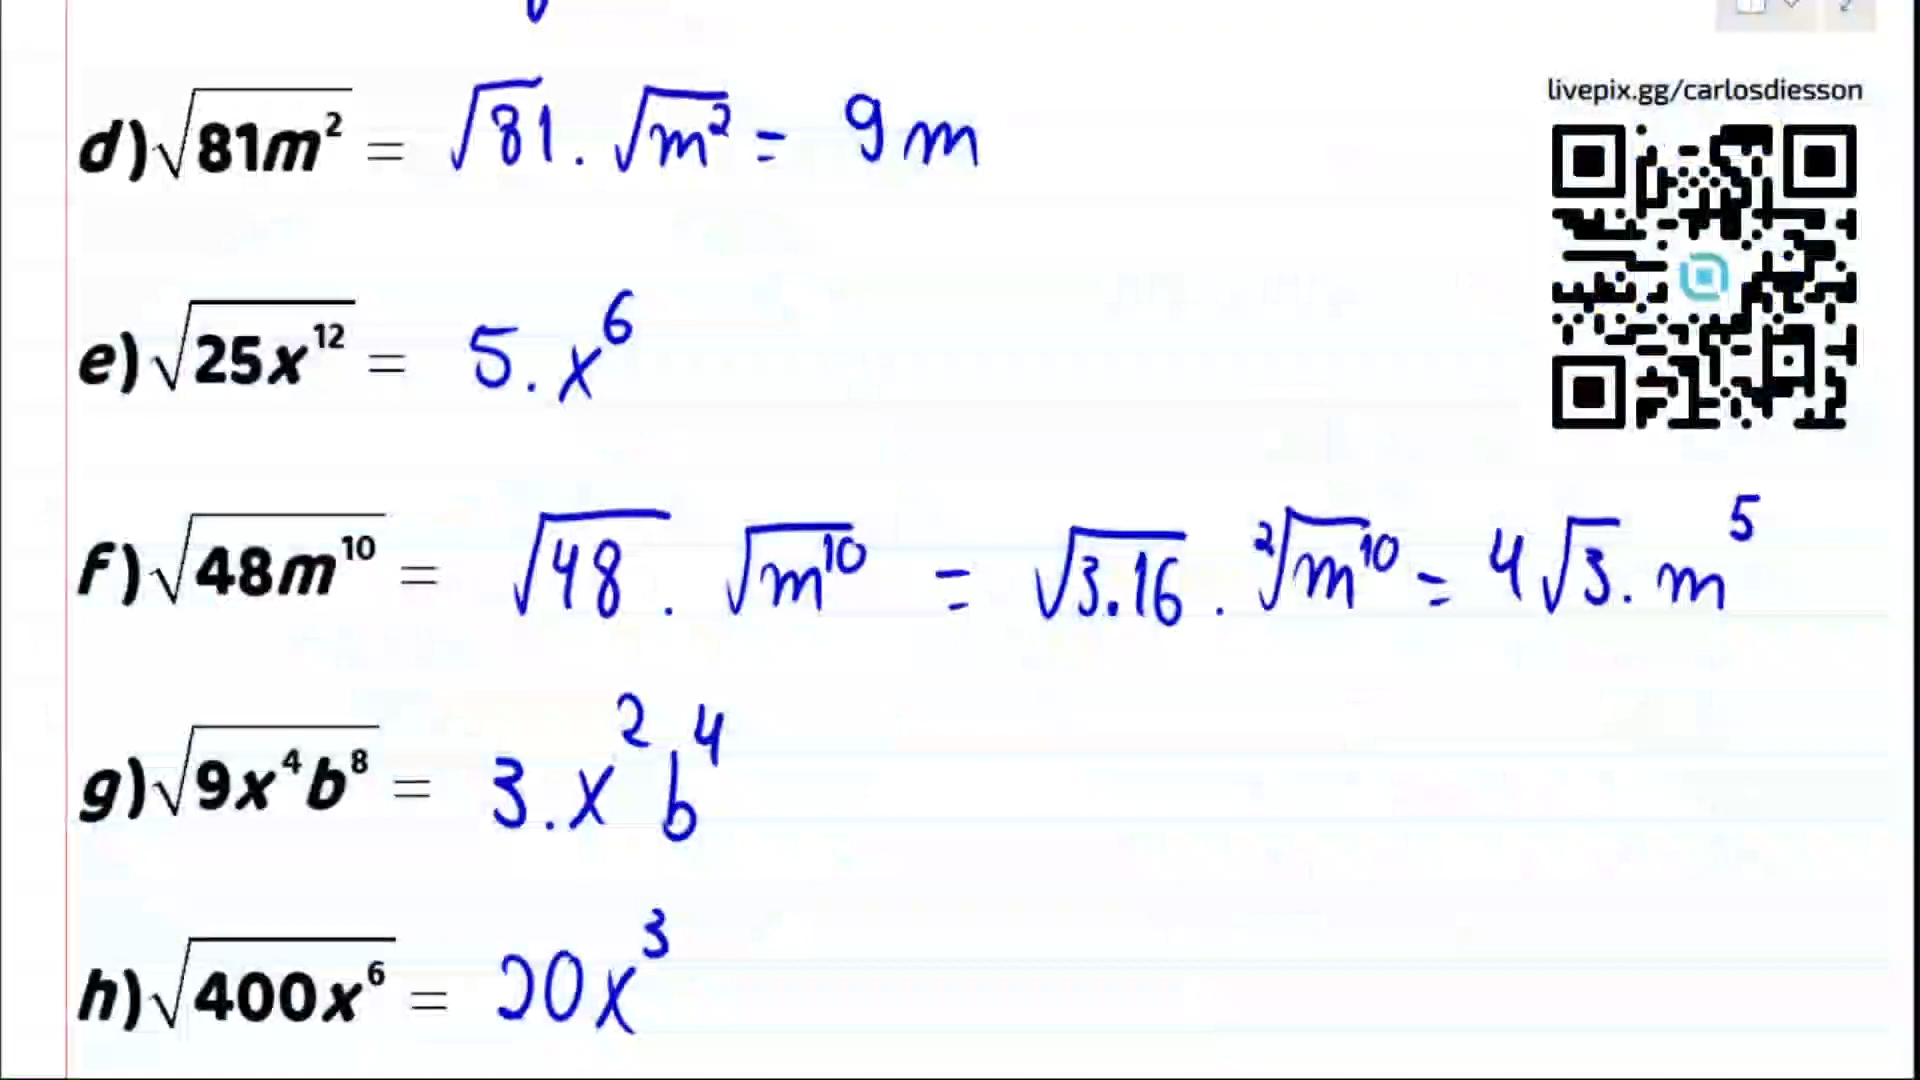 livepix.gg/carlosdiesson
d) √81m² = √81 . √m² = 9m
e) √25x¹² = 5 . x⁶
f) √48m¹⁰ = √48 . √m¹⁰ = √3.16 . ²√m¹⁰ = 4√3 . m⁵
g) √9x⁴b⁸ = 3 . x² b⁴
h) √400x⁶ = 20x³